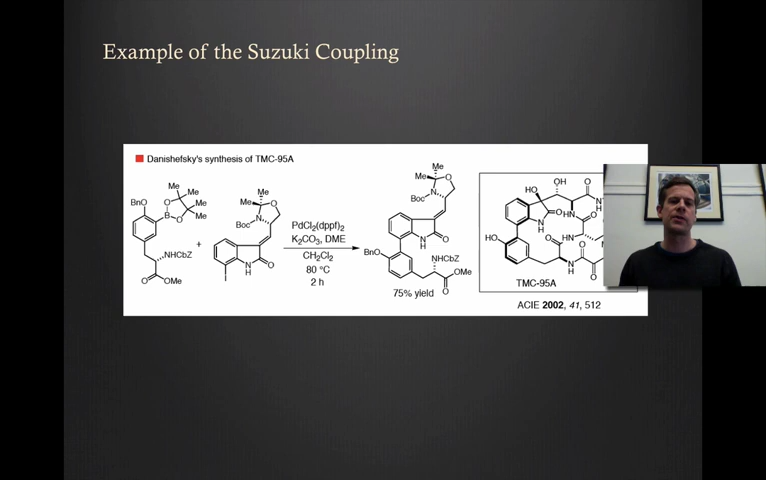 Example of the Suzuki Coupling
Danishefsky's synthesis of TMC-95A
Me
Me
Me
Me
BnO
B
O
O
NHCbZ
O
OMe
+
Me
Me
O
N
Boc
N
H
O
I
PdCl2(dppf)2
K2CO3, DME
CH2Cl2
80 °C
2 h
Me
Me
O
N
Boc
N
H
O
BnO
NHCbZ
OMe
O
75% yield
OH
HO
O
O
NH
O
N
H
O
HO
HN
N
H
O
O
TMC-95A
ACIE 2002, 41, 512